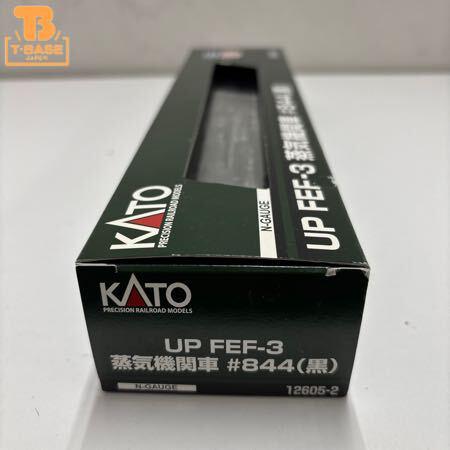 T-BASE
JAPAN
KATO
PRECISION RAILROAD MODELS
N-GAUGE
UP FEF-3 蒸気機関車 #844(黒)
KATO
PRECISION RAILROAD MODELS
UP FEF-3
蒸気機関車 #844(黒)
N-GAUGE
12605-2